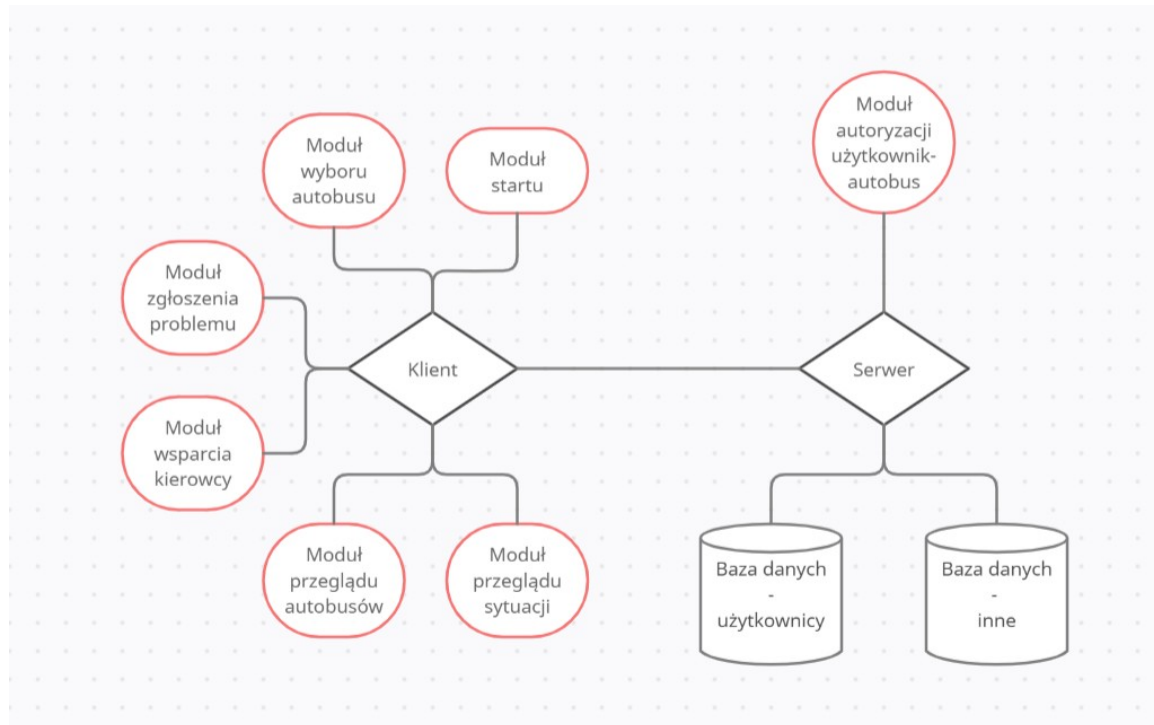 Moduł
wyboru
autobusu
Moduł
startu
Moduł
autoryzacji
użytkownik-
autobus
Moduł
zgłoszenia
problemu
Klient
Serwer
Moduł
wsparcia
kierowcy
Moduł
przeglądu
autobusów
Moduł
przeglądu
sytuacji
Baza danych
-
użytkownicy
Baza danych
-
inne